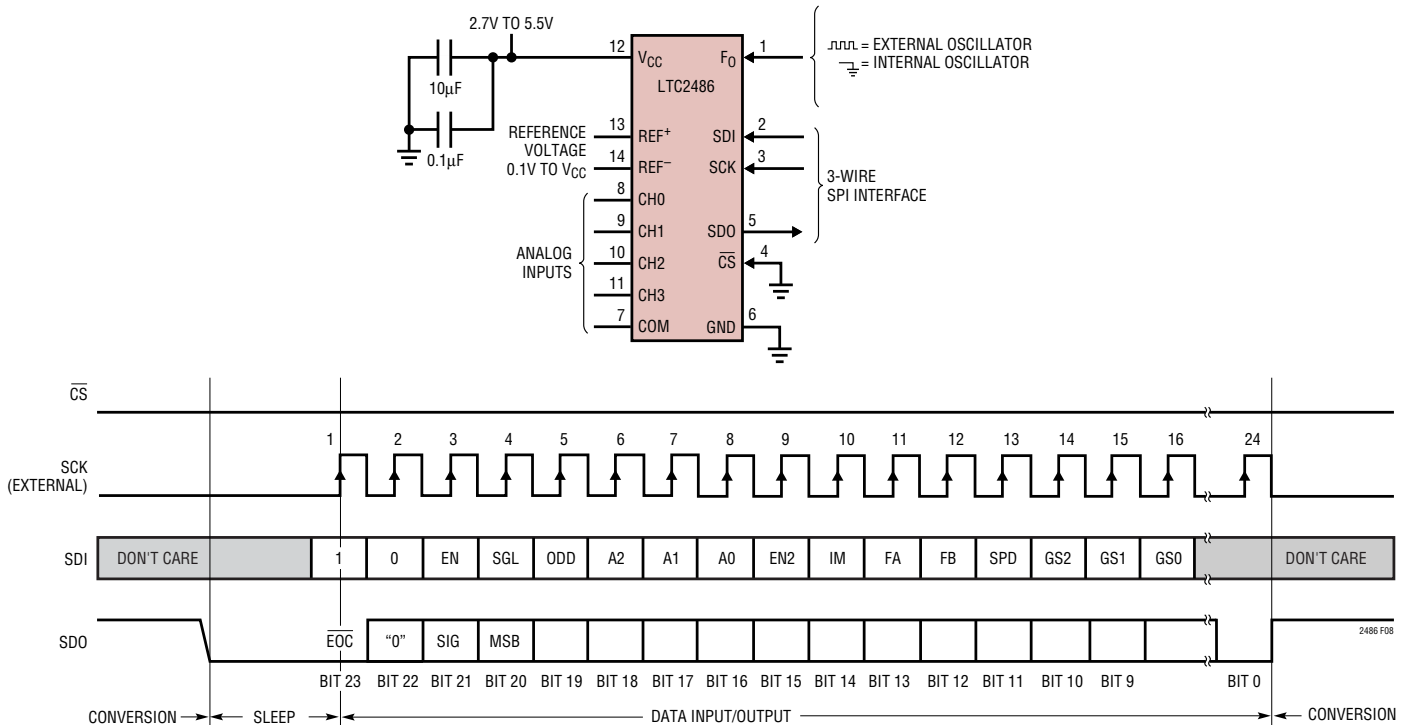 2.7V TO 5.5V
12
VCC
FO
1
= EXTERNAL OSCILLATOR
= INTERNAL OSCILLATOR
LTC2486
10µF
0.1µF
REFERENCE
VOLTAGE
0.1V TO VCC
13
REF+
14
REF–
SDI
2
SCK
3
3-WIRE
SPI INTERFACE
8
CH0
9
CH1
SDO
5
ANALOG
INPUTS
10
CH2
CS
4
11
CH3
7
COM
GND
6
CS
SCK
(EXTERNAL)
1 2 3 4 5 6 7 8 9 10 11 12 13 14 15 16 24
SDI DON'T CARE 1 0 EN SGL ODD A2 A1 A0 EN2 IM FA FB SPD GS2 GS1 GS0 DON'T CARE
SDO EOC "0" SIG MSB
2486 F08
BIT 23 BIT 22 BIT 21 BIT 20 BIT 19 BIT 18 BIT 17 BIT 16 BIT 15 BIT 14 BIT 13 BIT 12 BIT 11 BIT 10 BIT 9 BIT 0
CONVERSION SLEEP DATA INPUT/OUTPUT CONVERSION